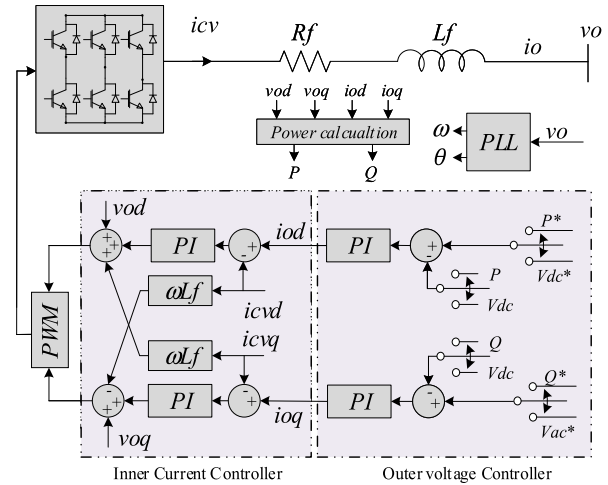 icv
Rf
Lf
io
vo
vod voq iod ioq
Power calcualtion
P Q
ω
θ
PLL
vo
vod
+
+
+
PI
-
iod
PI
-
P*
Vdc*
P
Vdc
ωLf
icvd
icvq
ωLf
PWM
-
+
+
PI
-
ioq
PI
-
Q
Vdc
Q*
Vac*
voq
Inner Current Controller
Outer voltage Controller